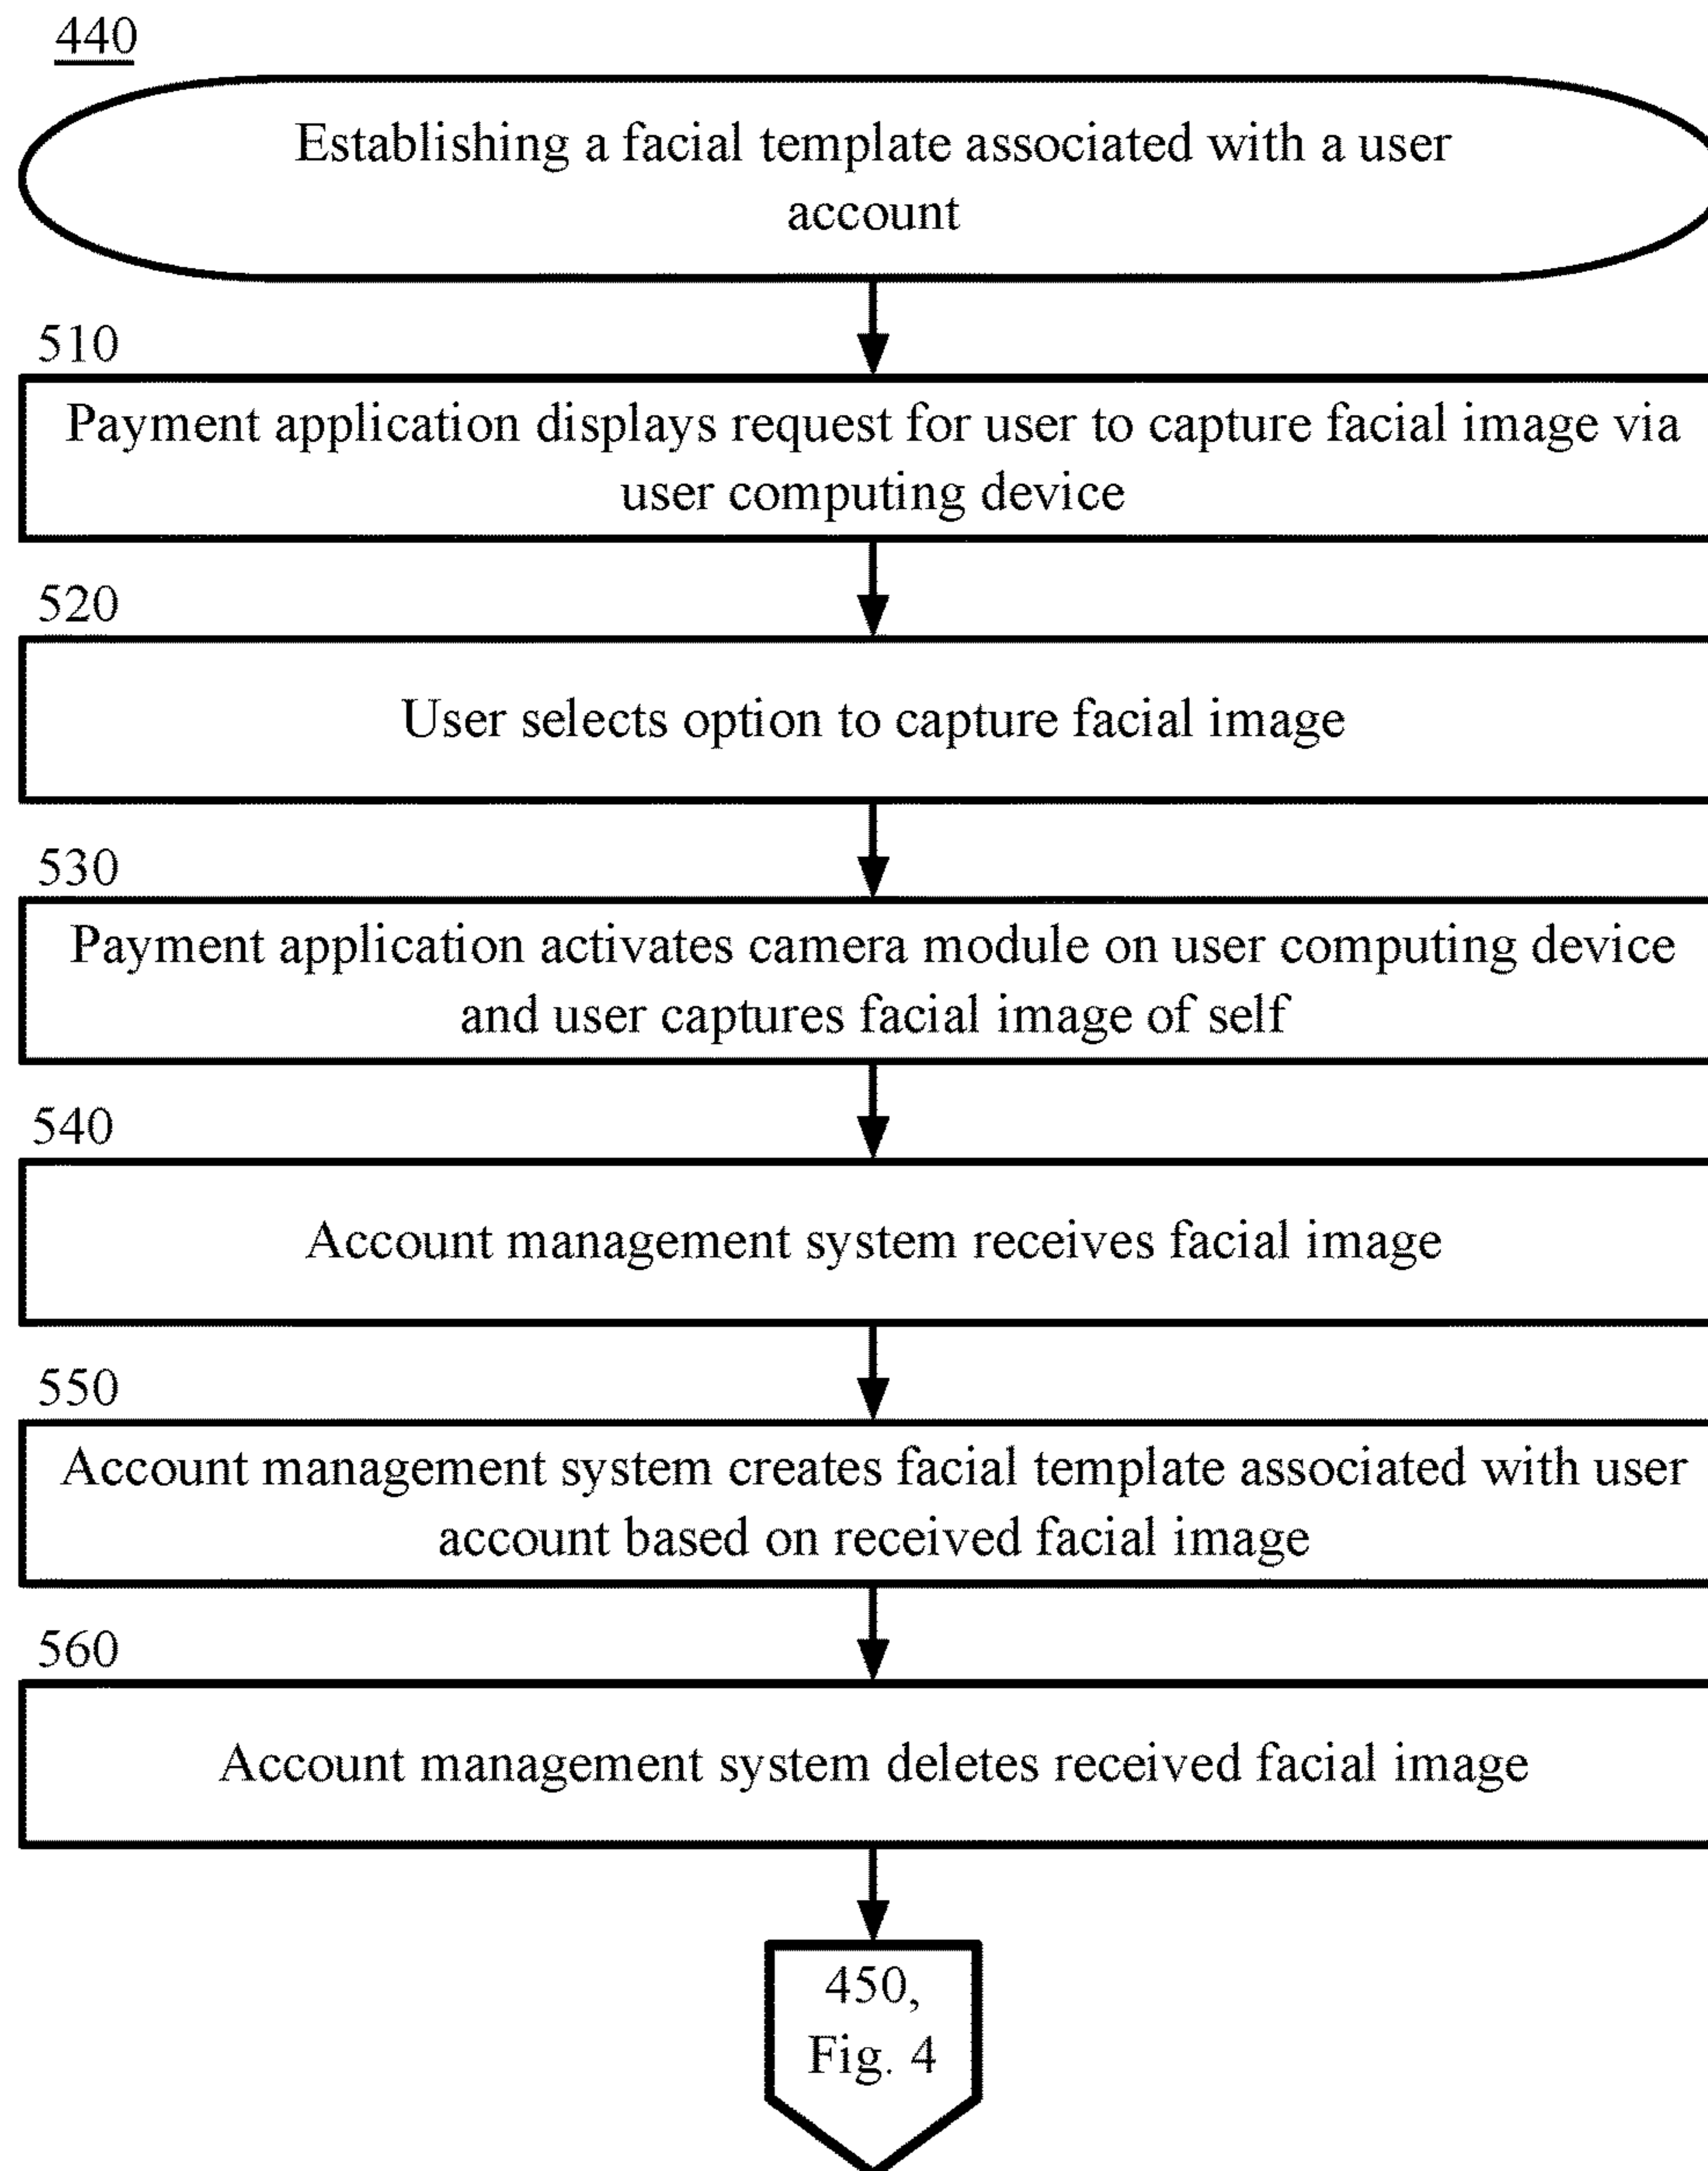 440
Establishing a facial template associated with a user
account
510
Payment application displays request for user to capture facial image via
user computing device
520
User selects option to capture facial image
530
Payment application activates camera module on user computing device
and user captures facial image of self
540
Account management system receives facial image
550
Account management system creates facial template associated with user
account based on received facial image
560
Account management system deletes received facial image
450,
Fig. 4